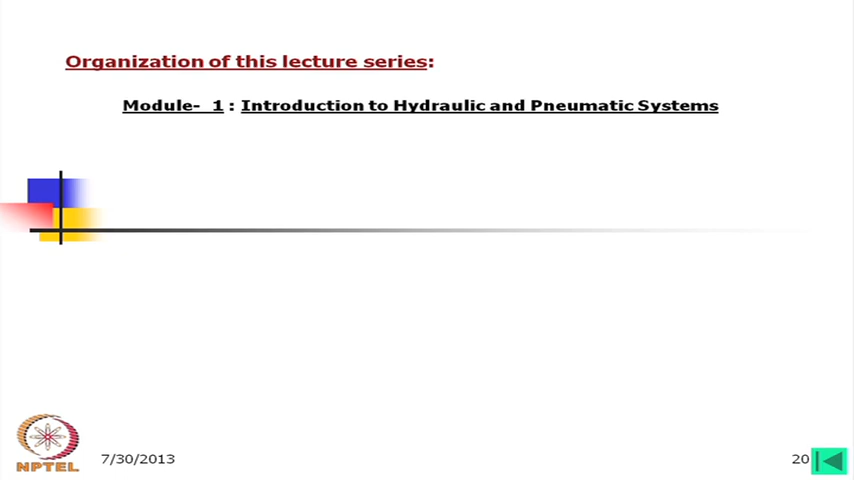 Organization of this lecture series:
Module-  1 : Introduction to Hydraulic and Pneumatic Systems
NPTEL
7/30/2013
20